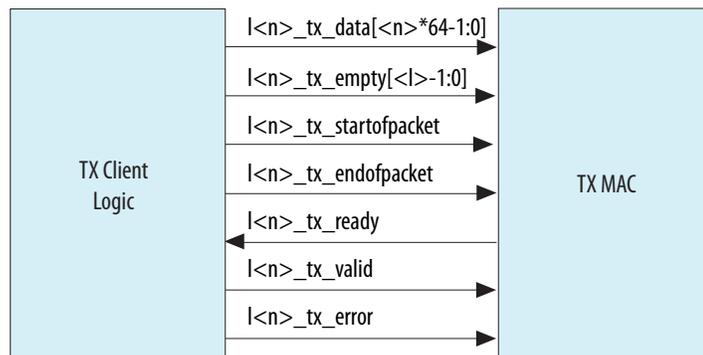 l<n>_tx_data[<n>*64-1:0]
l<n>_tx_empty[<l>-1:0]
l<n>_tx_startofpacket
l<n>_tx_endofpacket
l<n>_tx_ready
l<n>_tx_valid
l<n>_tx_error
TX Client
Logic
TX MAC